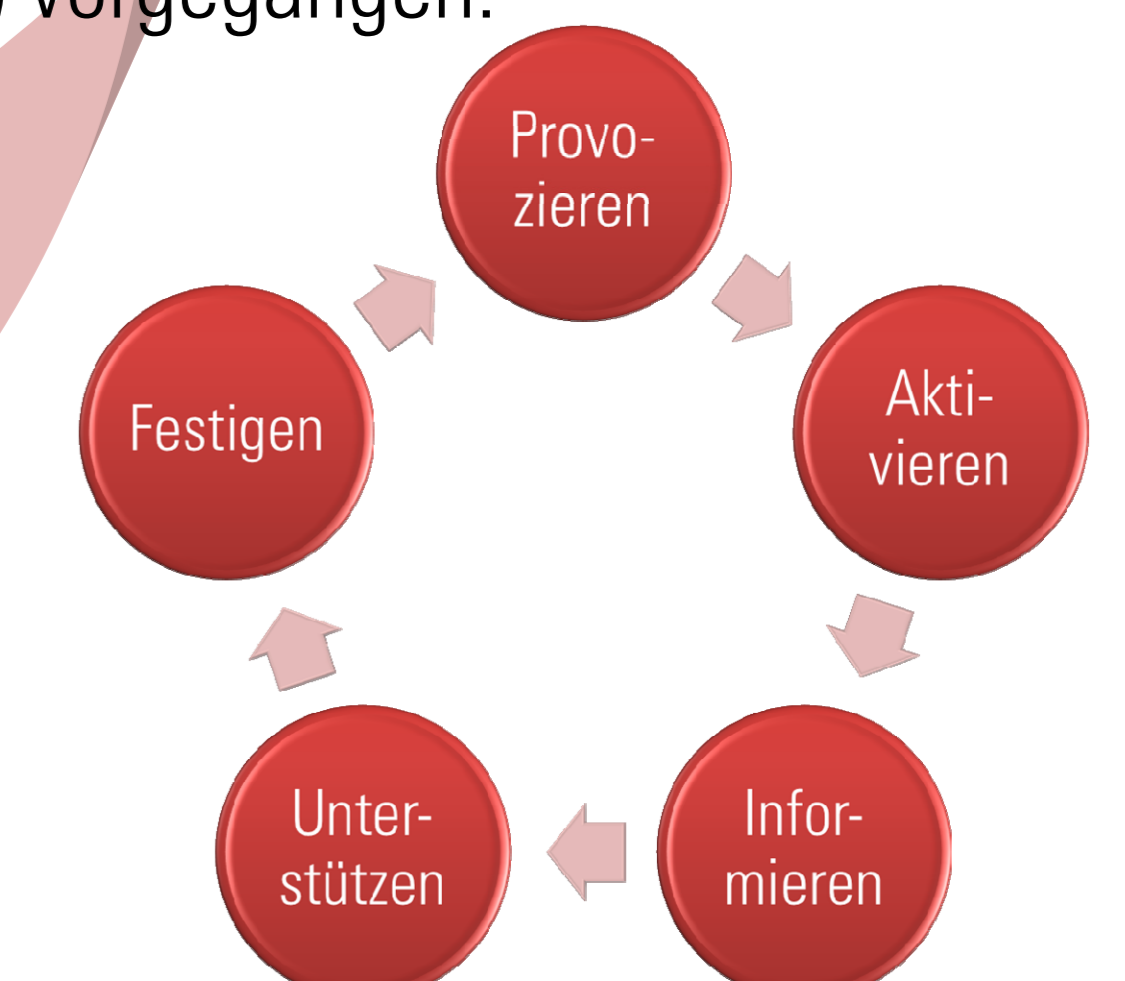 vorgegangen:
Provo-
zieren
Akti-
vieren
Infor-
mieren
Unter-
stützen
Festigen